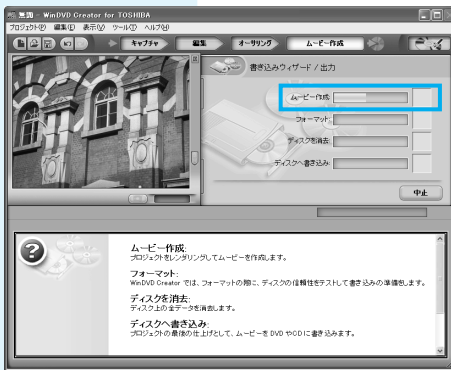 無題 - WinDVD Creator for TOSHIBA
プロジェクト(P) 編集(E) 表示(V) ツール(T) ヘルプ(H)
キャプチャ 編集 オーサリング ムービー作成
書き込みウィザード / 出力
ムービー作成:
フォーマット:
ディスクを消去:
ディスクへ書き込み:
中止
ムービー作成:
プロジェクトをレンダリングしてムービーを作成します。
フォーマット:
WinDVD Creator では、フォーマットの際に、ディスクの信頼性をテストして書き込みの準備をします。
ディスクを消去:
ディスク上の全データを消去します。
ディスクへ書き込み:
プロジェクトの最後の仕上げとして、ムービーを DVD やCDに書き込みます。